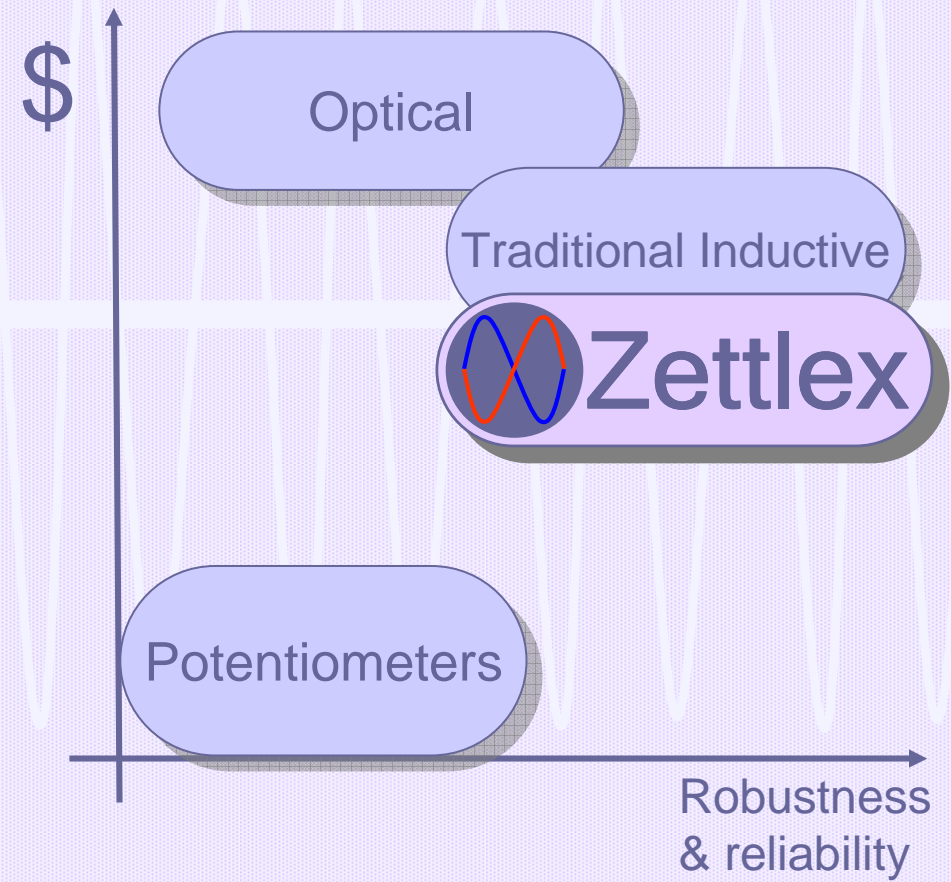 $
Optical
Traditional Inductive
Zettlex
Potentiometers
Robustness
& reliability